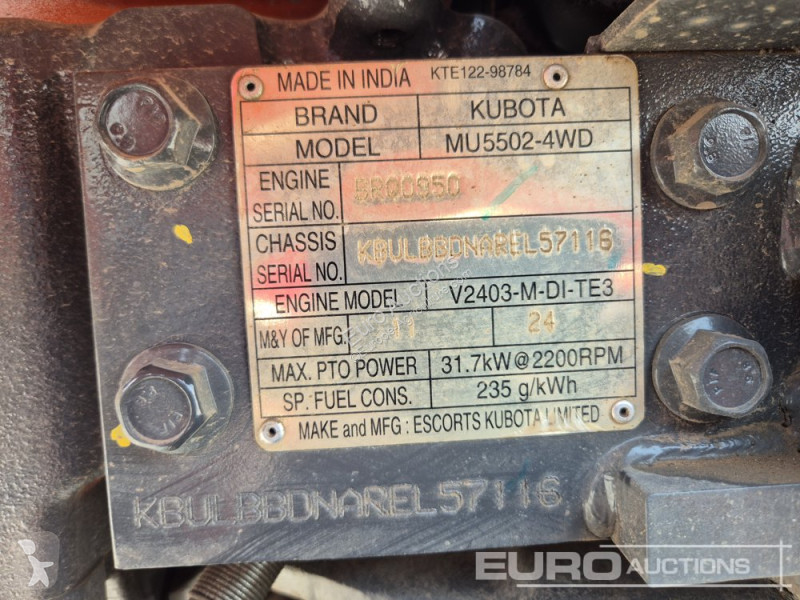 MADE IN INDIA KTE122-98784
BRAND KUBOTA
MODEL MU5502-4WD
ENGINE
SERIAL NO. 5R00950
CHASSIS
SERIAL NO. KBULBBDNAREL57116
ENGINE MODEL V2403-M-DI-TE3
M&Y OF MFG. 11 24
MAX. PTO POWER 31.7kW@2200RPM
SP. FUEL CONS. 235 g/kWh
MAKE and MFG : ESCORTS KUBOTA LIMITED
KBULBBDNAREL57116
EURO AUCTIONS